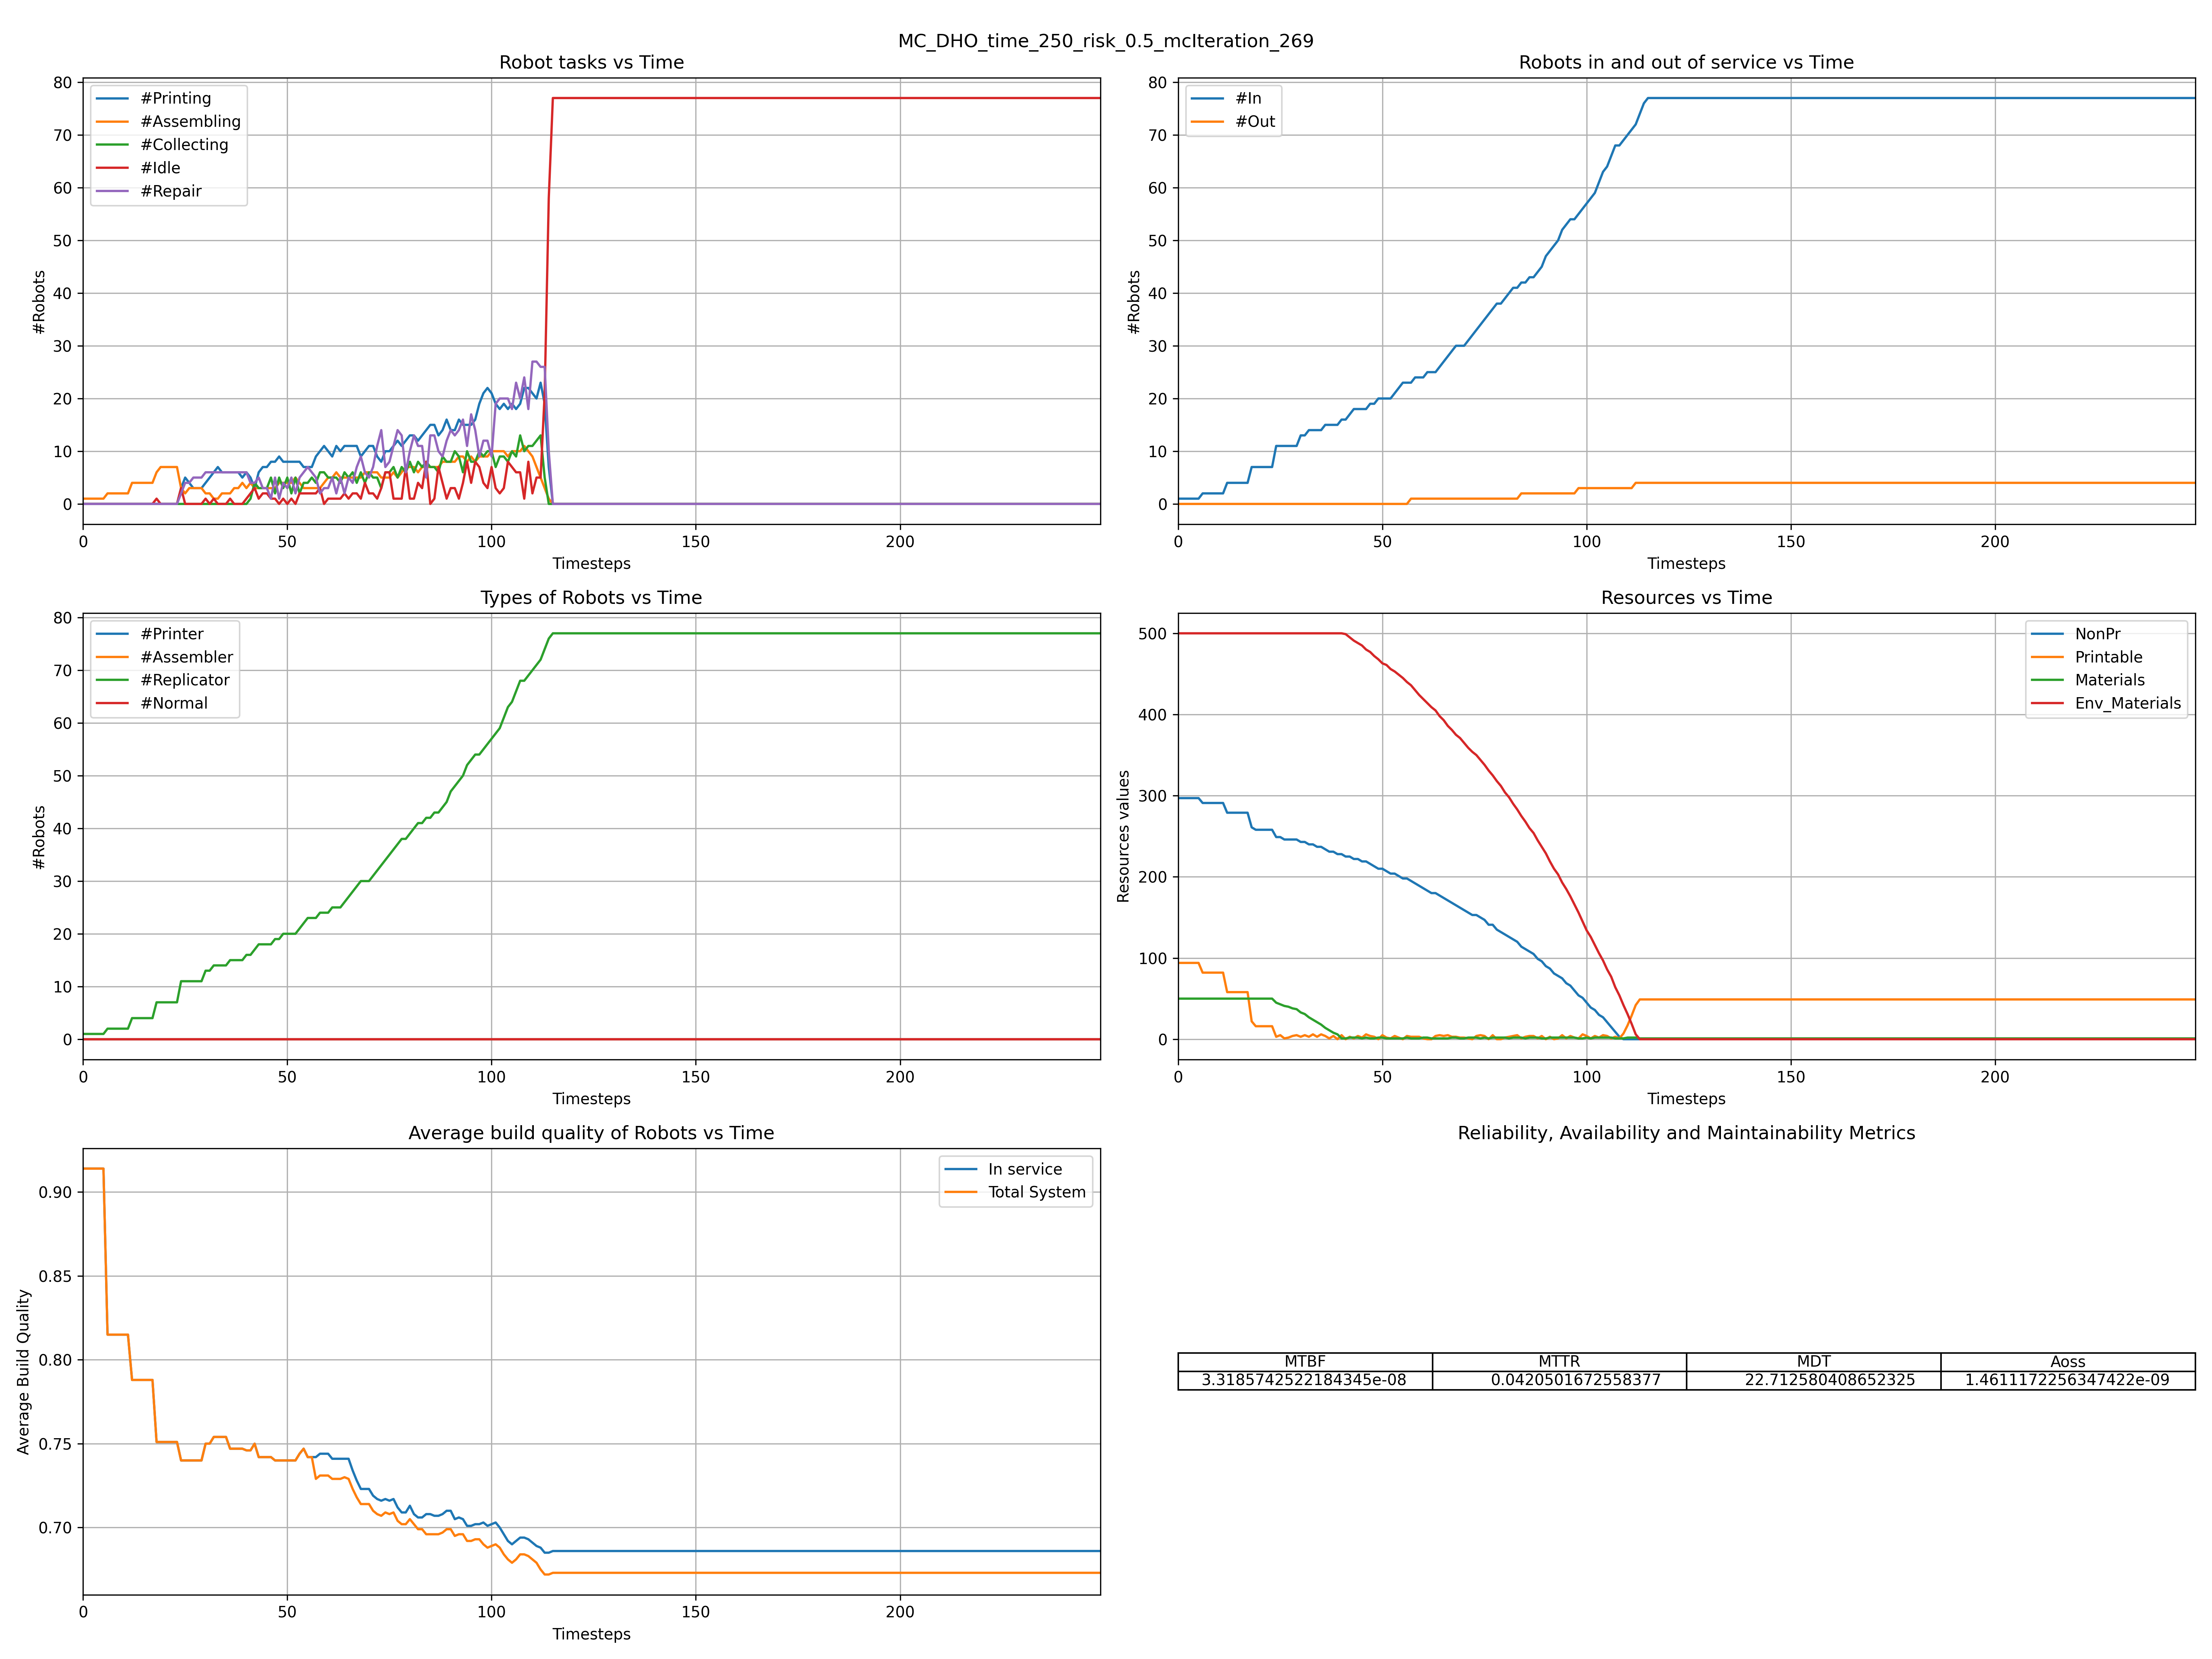 MC_DHO_time_250_risk_0.5_mcIteration_269
Robot tasks vs Time
80
70
60
50
40
30
20
10
0
#Robots
#Printing
#Assembling
#Collecting
#Idle
#Repair
0 50 100 150 200
Timesteps
Robots in and out of service vs Time
80
70
60
50
40
30
20
10
0
#Robots
#In
#Out
0 50 100 150 200
Timesteps
Types of Robots vs Time
80
70
60
50
40
30
20
10
0
#Robots
#Printer
#Assembler
#Replicator
#Normal
0 50 100 150 200
Timesteps
Resources vs Time
500
400
300
200
100
0
Resources values
NonPr
Printable
Materials
Env_Materials
0 50 100 150 200
Timesteps
Average build quality of Robots vs Time
0.90
0.85
0.80
0.75
0.70
Average Build Quality
In service
Total System
0 50 100 150 200
Timesteps
Reliability, Availability and Maintainability Metrics
MTBF MTTR MDT Aoss
3.3185742522184345e-08 0.0420501672558377 22.712580408652325 1.4611172256347422e-09